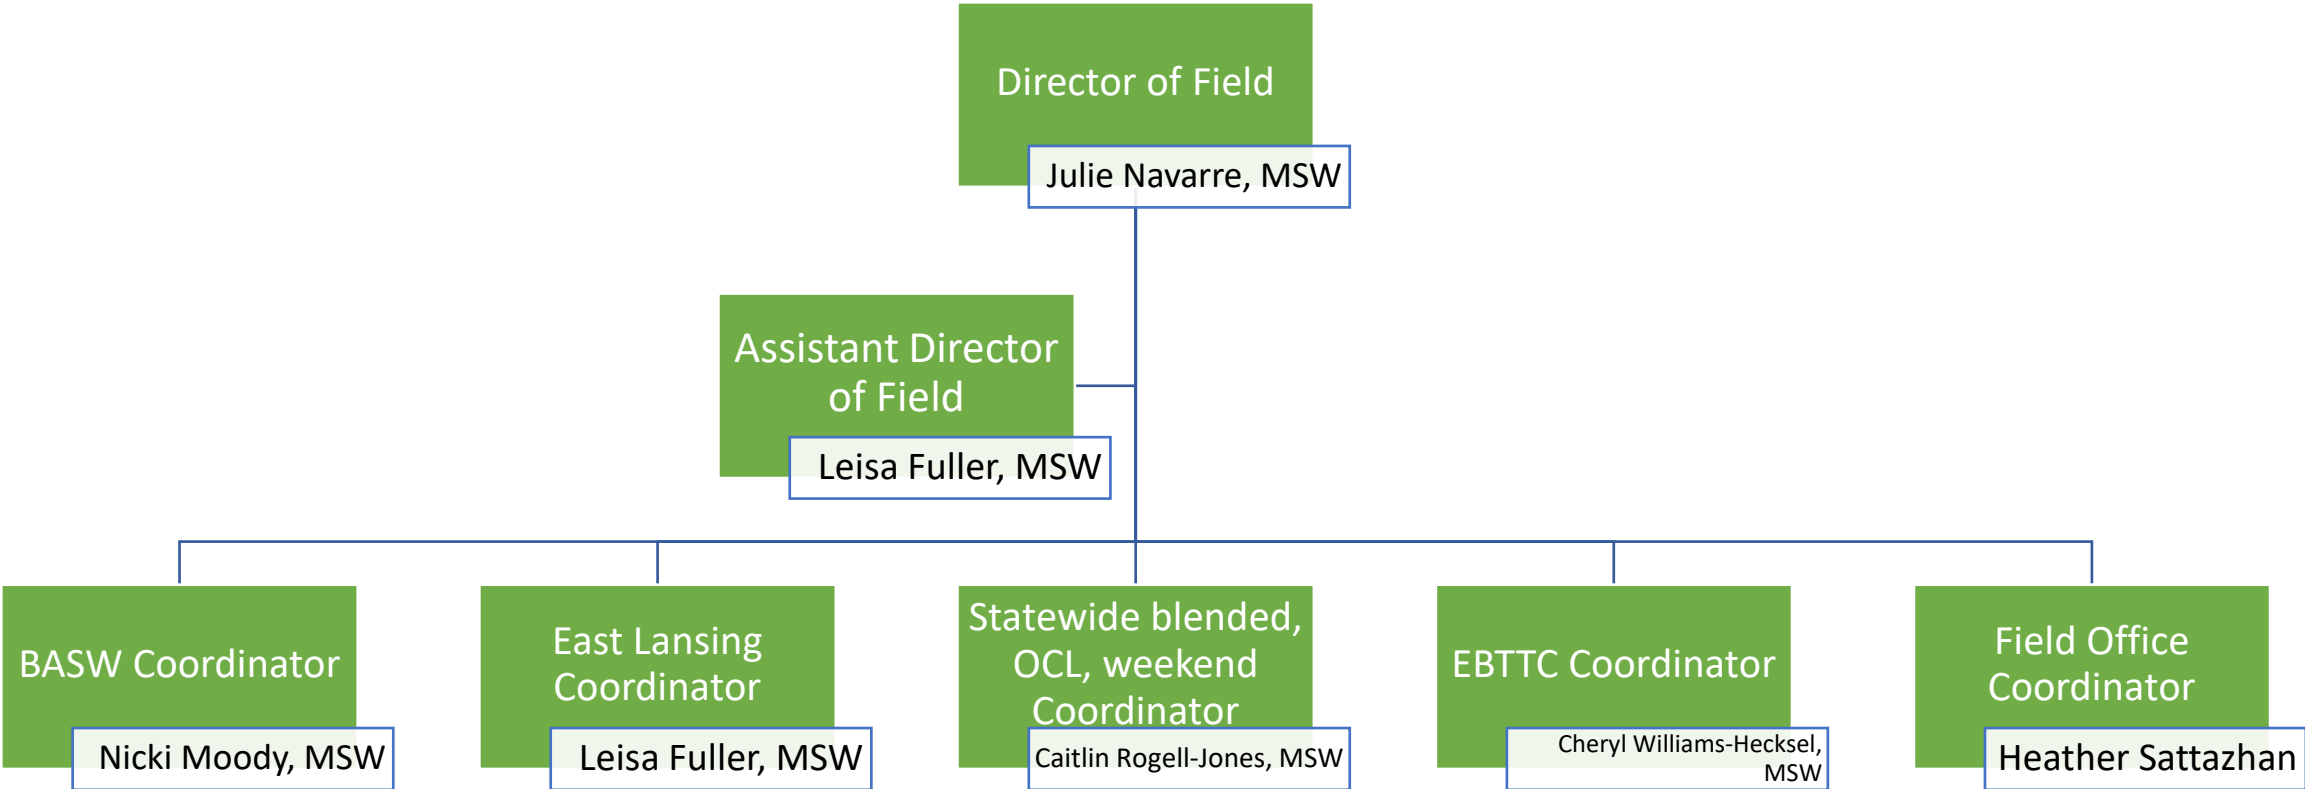 Director of Field
Julie Navarre, MSW
Assistant Director
of Field
Leisa Fuller, MSW
BASW Coordinator
Nicki Moody, MSW
East Lansing
Coordinator
Leisa Fuller, MSW
Statewide blended,
OCL, weekend
Coordinator
Caitlin Rogell-Jones, MSW
EBTTC Coordinator
Cheryl Williams-Hecksel,
MSW
Field Office
Coordinator
Heather Sattazhan